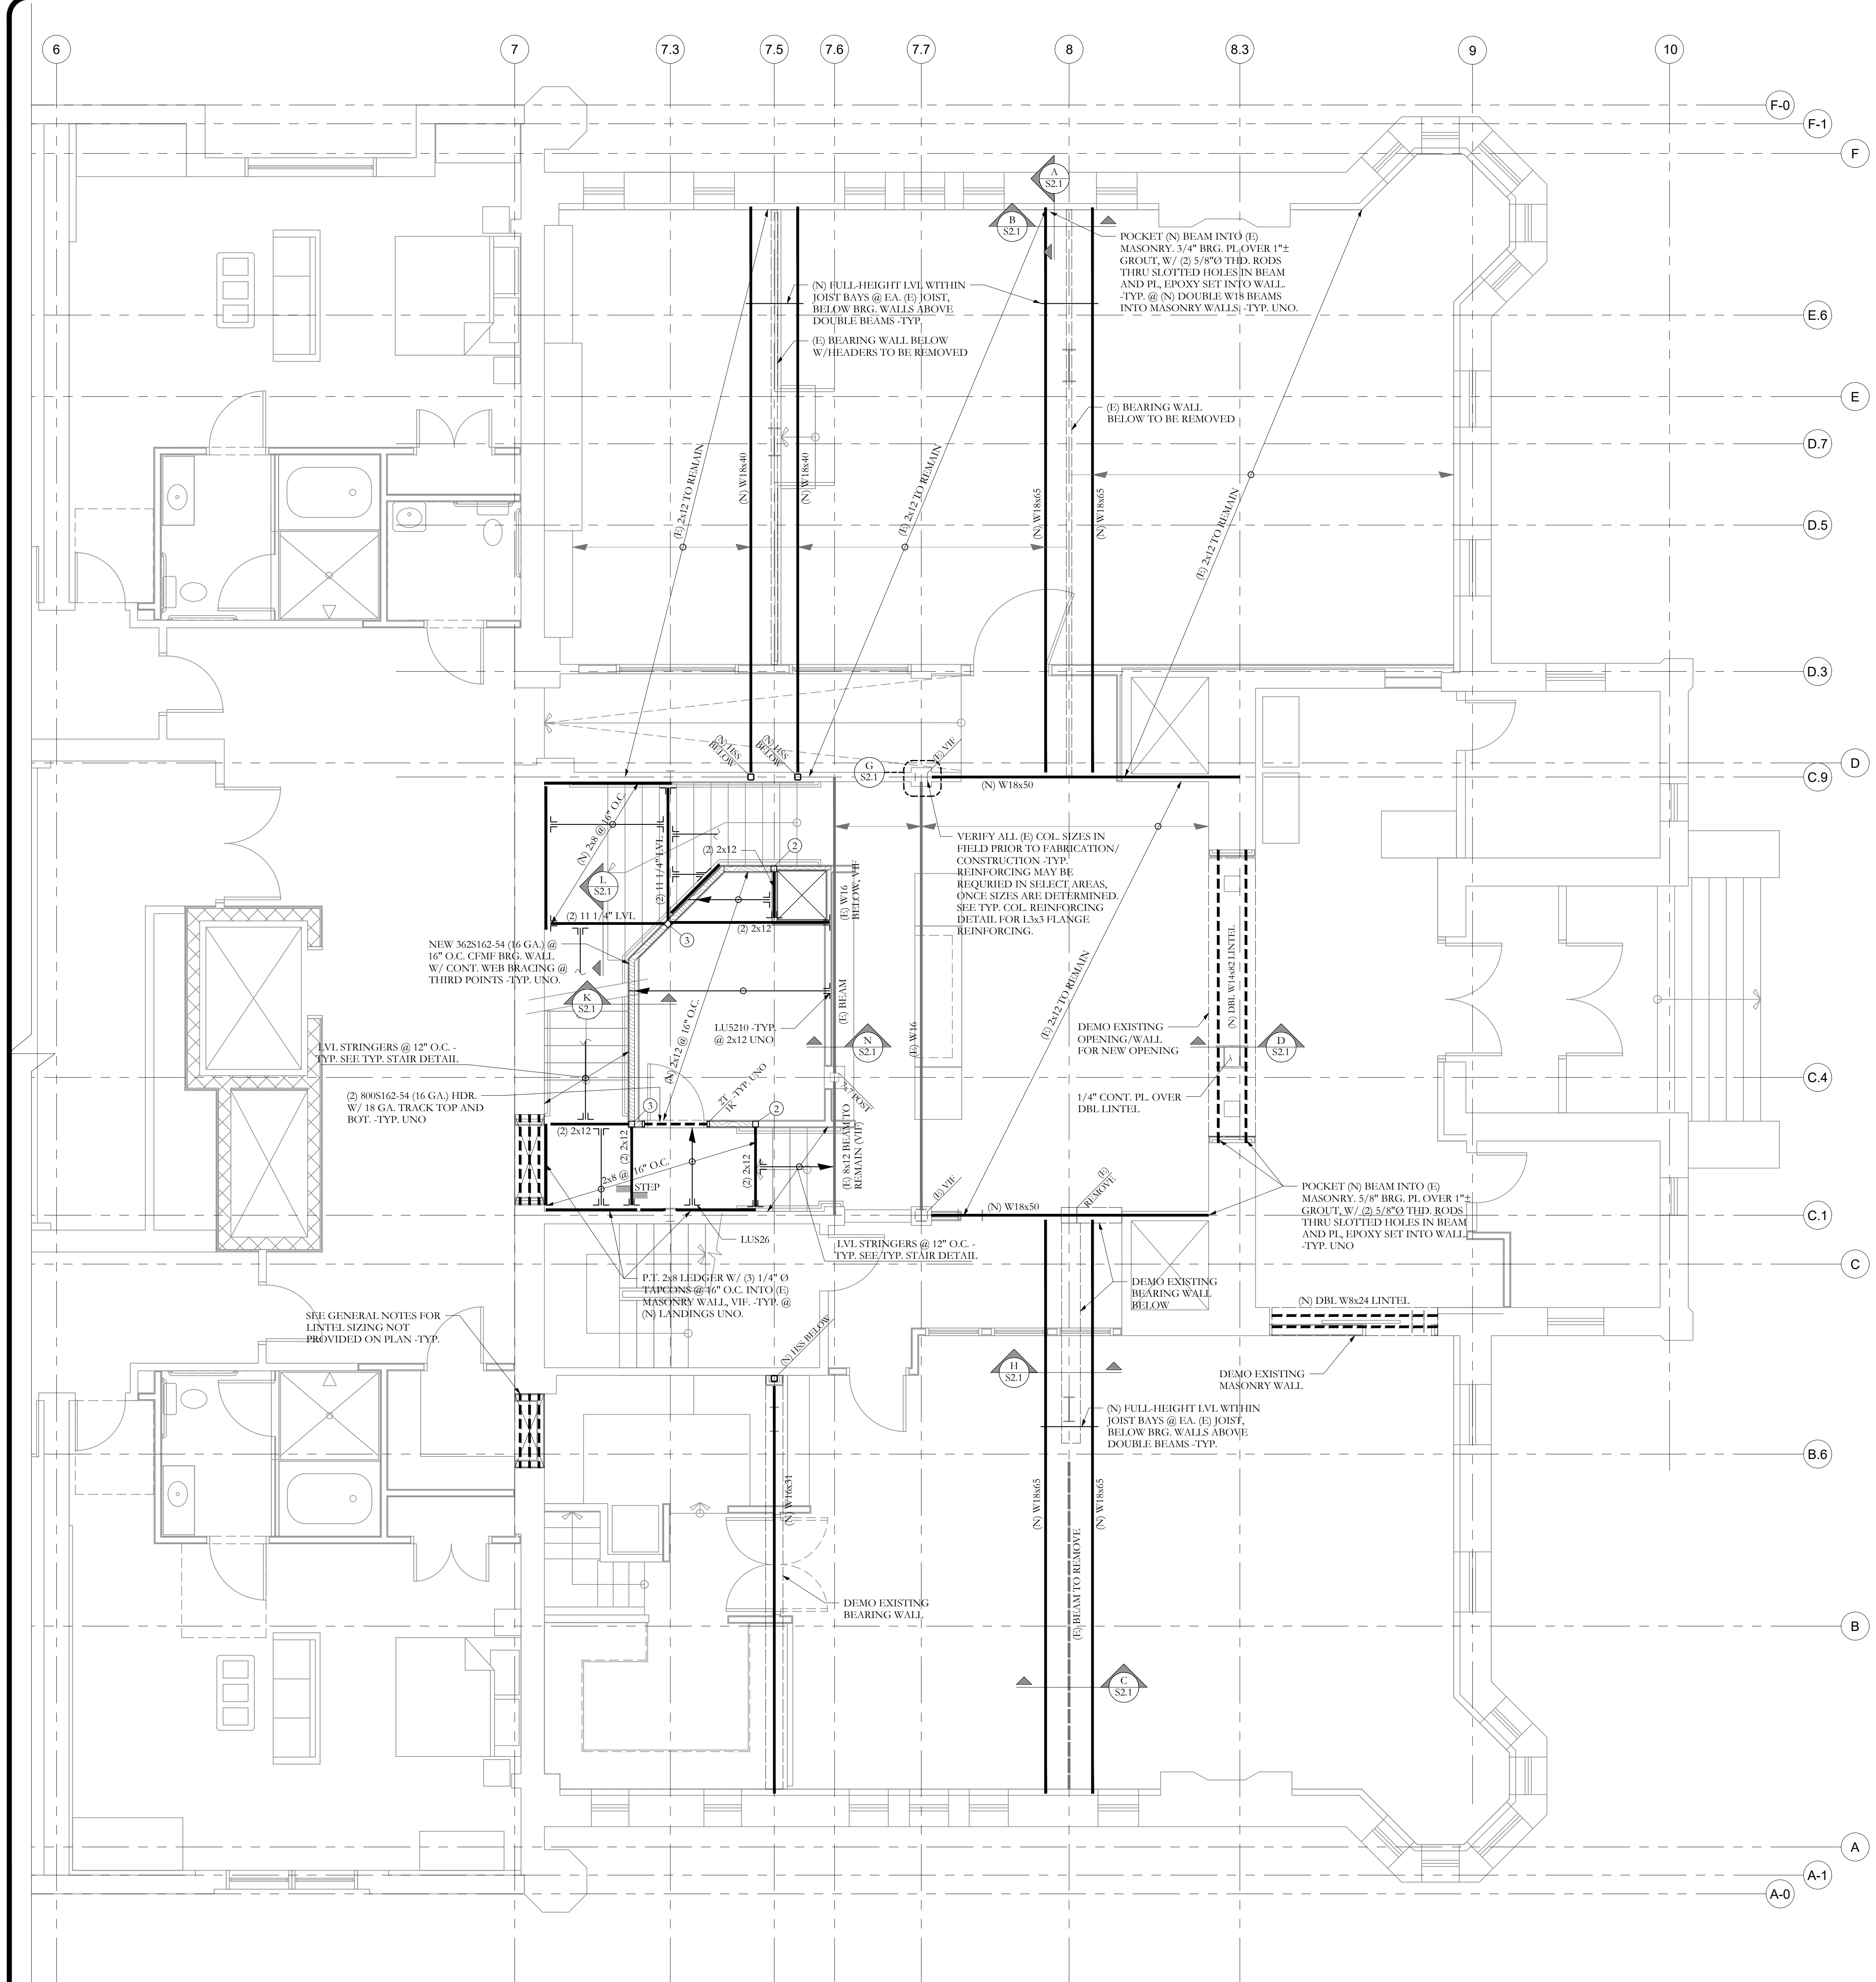 6
7
7.3
7.5
7.6
7.7
8
8.3
9
10
F-0
F-1
F
E.6
E
D.7
D.5
D.3
D
C.9
C.4
C.1
C
B.6
B
A
A-1
A-0
A
S2.1
B
S2.1
POCKET (N) BEAM INTO (E)
MASONRY. 3/4" BRG. PL OVER 1"±
GROUT, W/ (2) 5/8"Ø THD. RODS
THRU SLOTTED HOLES IN BEAM
AND PL, EPOXY SET INTO WALL.
-TYP. @ (N) DOUBLE W18 BEAMS
INTO MASONRY WALLS, -TYP. UNO.
(N) FULL-HEIGHT LVL WITHIN
JOIST BAYS @ EA. (E) JOIST,
BELOW BRG. WALLS ABOVE
DOUBLE BEAMS -TYP.
(E) BEARING WALL BELOW
W/HEADERS TO BE REMOVED
(E) BEARING WALL
BELOW TO BE REMOVED
(E) 2x12 TO REMAIN
(N) W18x40
(N) W18x40
(E) 2x12 TO REMAIN
(N) W18x65
(N) W18x65
(E) 2x12 TO REMAIN
(N) HSS
BELOW
(N) HSS
BELOW
G
S2.1
(E) VIF
(N) W18x50
(N) 2x8 @ 16" O.C.
(2) 11 1/4" LVL
(2) 2x12
2
L
S2.1
(2) 11 1/4" LVL
(2) 2x12
3
(E) W16
BELOW, VIF
VERIFY ALL (E) COL. SIZES IN
FIELD PRIOR TO FABRICATION/
CONSTRUCTION -TYP.
REINFORCING MAY BE
REQURIED IN SELECT AREAS,
ONCE SIZES ARE DETERMINED.
SEE TYP. COL. REINFORCING
DETAIL FOR L3x3 FLANGE
REINFORCING.
NEW 362S162-54 (16 GA.) @
16" O.C. CFMF BRG. WALL
W/ CONT. WEB BRACING @
THIRD POINTS -TYP. UNO.
K
S2.1
(E) BEAM
(E) W16
(E) 2x12 TO REMAIN
(N) DBL W14x82 LINTEL
LU5210 -TYP.
@ 2x12 UNO
N
S2.1
DEMO EXISTING
OPENING/WALL
FOR NEW OPENING
D
S2.1
LVL STRINGERS @ 12" O.C. -
TYP. SEE TYP. STAIR DETAIL
(N) 2x12 @ 16" O.C.
2T
1K -TYP. UNO
7x7 POST
1/4" CONT. PL. OVER
DBL LINTEL
(2) 800S162-54 (16 GA.) HDR.
W/ 18 GA. TRACK TOP AND
BOT. -TYP. UNO
3
2
(2) 2x12
(2) 2x12
2x8 @ 16" O.C.
(2) 2x12
STEP
(E) 8x12 BEAM TO
REMAIN (VIF)
(E) VIF
(N) W18x50
(E)
REMOVE
POCKET (N) BEAM INTO (E)
MASONRY. 5/8" BRG. PL OVER 1"±
GROUT, W/ (2) 5/8"Ø THD. RODS
THRU SLOTTED HOLES IN BEAM
AND PL, EPOXY SET INTO WALL.
-TYP. UNO
LUS26
LVL STRINGERS @ 12" O.C. -
TYP. SEE TYP. STAIR DETAIL
P.T. 2x8 LEDGER W/ (3) 1/4" Ø
TAPCONS @ 16" O.C. INTO (E)
MASONRY WALL, VIF. -TYP. @
(N) LANDINGS UNO.
DEMO EXISTING
BEARING WALL
BELOW
(N) DBL W8x24 LINTEL
SEE GENERAL NOTES FOR
LINTEL SIZING NOT
PROVIDED ON PLAN -TYP.
(N) HSS BELOW
H
S2.1
DEMO EXISTING
MASONRY WALL
(N) FULL-HEIGHT LVL WITHIN
JOIST BAYS @ EA. (E) JOIST,
BELOW BRG. WALLS ABOVE
DOUBLE BEAMS -TYP.
(N) W16x31
(N) W18x65
(N) W18x65
(E) BEAM TO REMOVE
DEMO EXISTING
BEARING WALL
C
S2.1